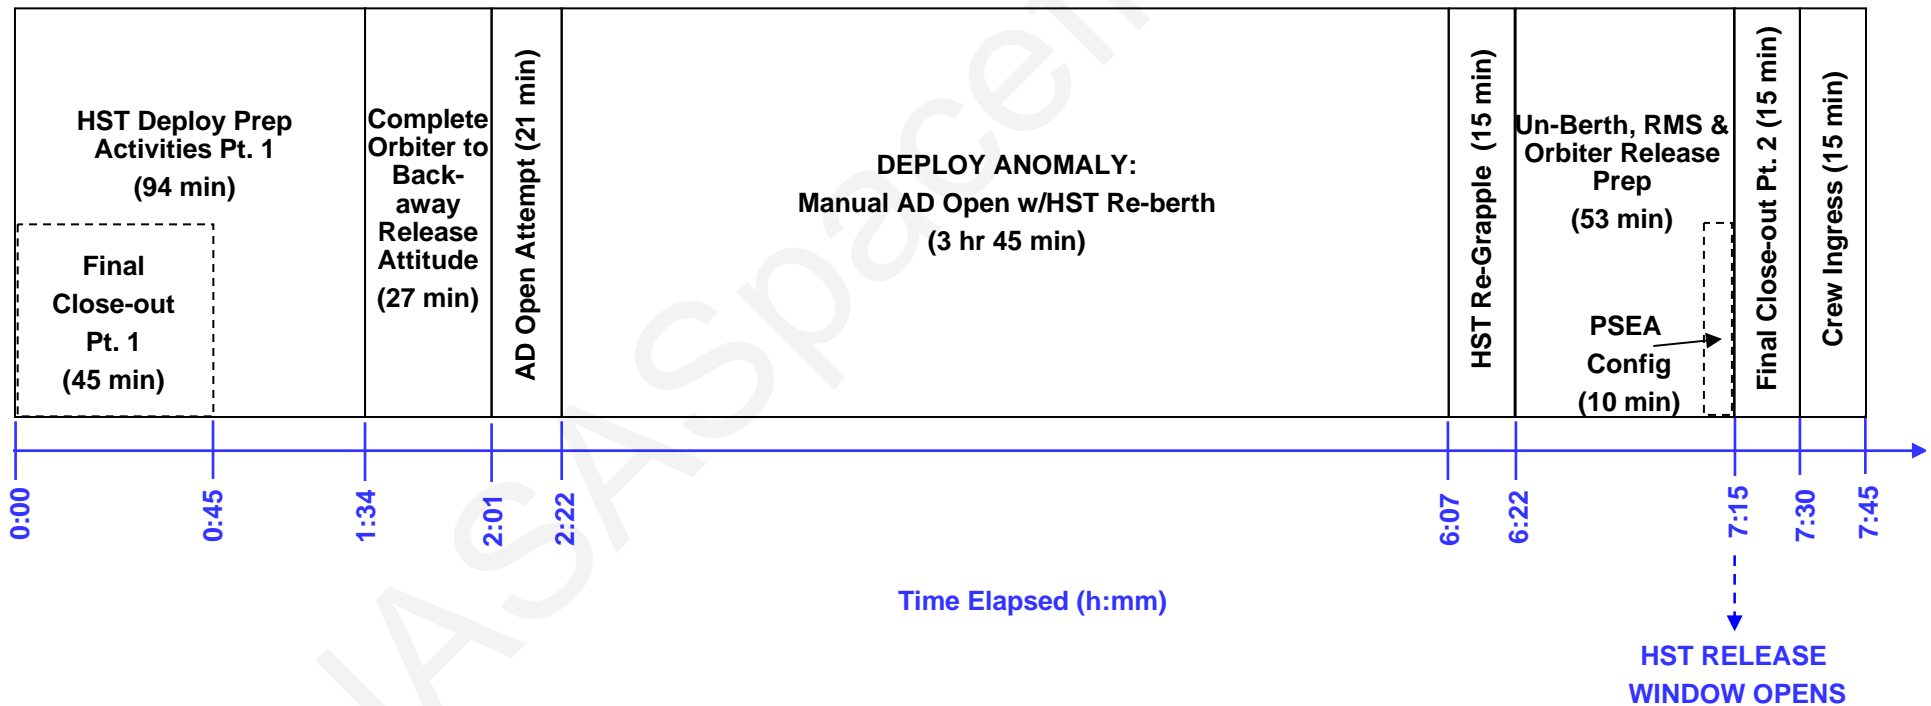 HST Deploy Prep
Activities Pt. 1
(94 min)
Final
Close-out
Pt. 1
(45 min)
Complete
Orbiter to
Back-
away
Release
Attitude
(27 min)
AD Open Attempt (21 min)
DEPLOY ANOMALY:
Manual AD Open w/HST Re-berth
(3 hr 45 min)
HST Re-Grapple (15 min)
Un-Berth, RMS &
Orbiter Release
Prep
(53 min)
PSEA
Config
(10 min)
Final Close-out Pt. 2 (15 min)
Crew Ingress (15 min)
0:00
0:45
1:34
2:01
2:22
6:07
6:22
7:15
7:30
7:45
Time Elapsed (h:mm)
HST RELEASE
WINDOW OPENS